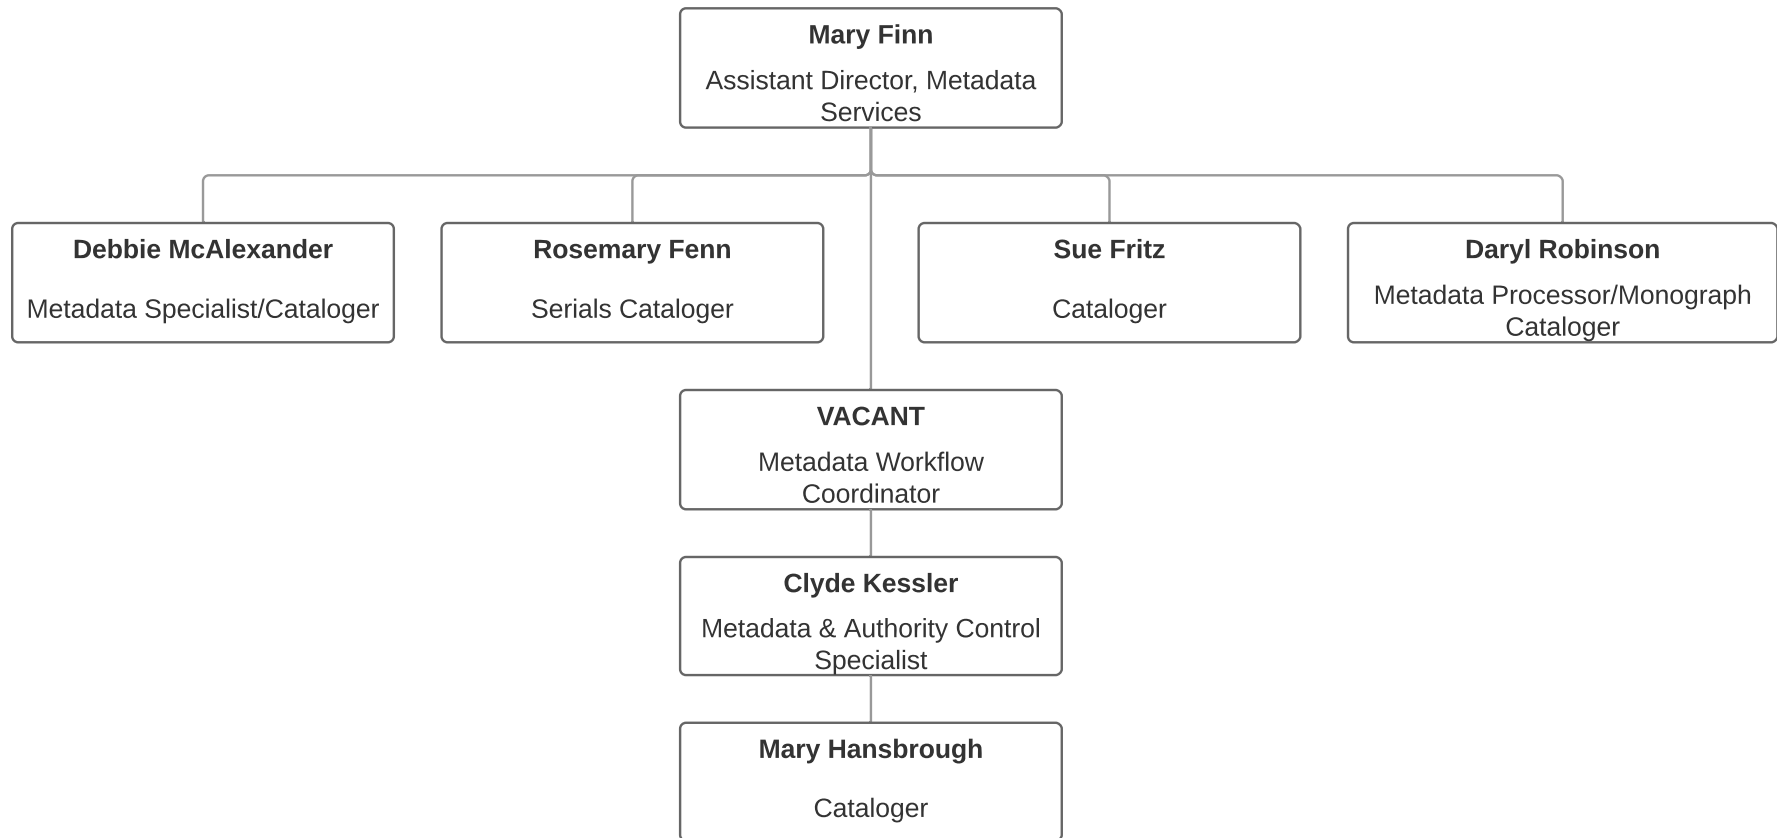 Mary Finn
Assistant Director, Metadata
Services
Debbie McAlexander
Metadata Specialist/Cataloger
Rosemary Fenn
Serials Cataloger
Sue Fritz
Cataloger
Daryl Robinson
Metadata Processor/Monograph
Cataloger
VACANT
Metadata Workflow
Coordinator
Clyde Kessler
Metadata & Authority Control
Specialist
Mary Hansbrough
Cataloger